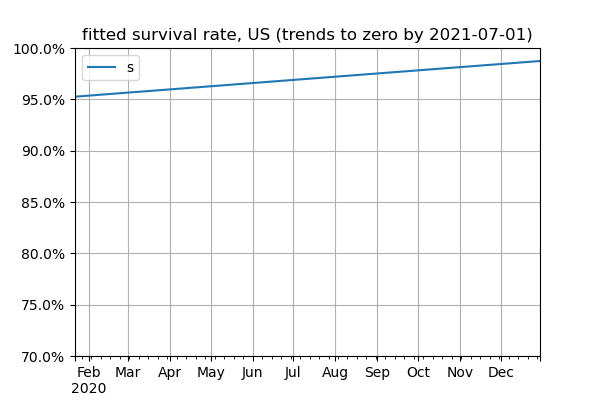 fitted survival rate, US (trends to zero by 2021-07-01)
s
100.0%
95.0%
90.0%
85.0%
80.0%
75.0%
70.0%
Feb Mar Apr May Jun Jul Aug Sep Oct Nov Dec
2020